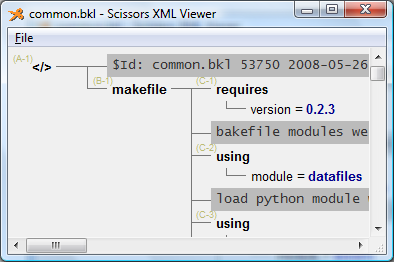 common.bkl - Scissors XML Viewer
File
(A-1)
</> $Id: common.bkl 53750 2008-05-26
(B-1) (C-1)
makefile requires
version = 0.2.3
bakefile modules we
(C-2)
using
module = datafiles
load python module
(C-3)
using